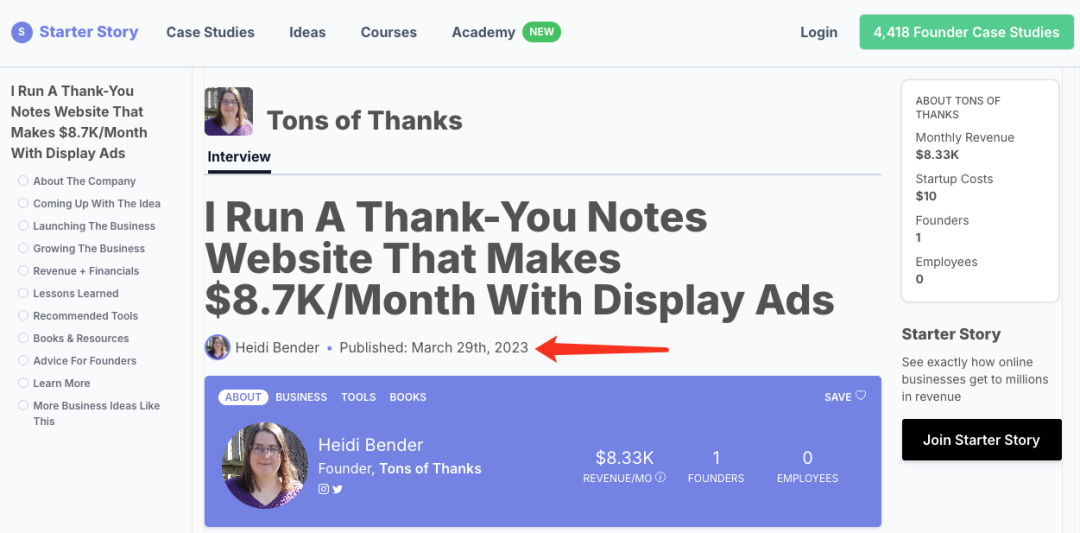 S Starter Story Case Studies Ideas Courses Academy NEW Login 4,418 Founder Case Studies
I Run A Thank-You
Notes Website That
Makes $8.7K/Month
With Display Ads
About The Company
Coming Up With The Idea
Launching The Business
Growing The Business
Revenue + Financials
Lessons Learned
Recommended Tools
Books & Resources
Advice For Founders
Learn More
More Business Ideas Like
This
Tons of Thanks
Interview
I Run A Thank-You Notes
Website That Makes
$8.7K/Month With Display Ads
Heidi Bender • Published: March 29th, 2023
ABOUT BUSINESS TOOLS BOOKS SAVE
Heidi Bender
Founder, Tons of Thanks
$8.33K 1 0
REVENUE/MO FOUNDERS EMPLOYEES
ABOUT TONS OF
THANKS
Monthly Revenue
$8.33K
Startup Costs
$10
Founders
1
Employees
0
Starter Story
See exactly how online
businesses get to millions
in revenue
Join Starter Story